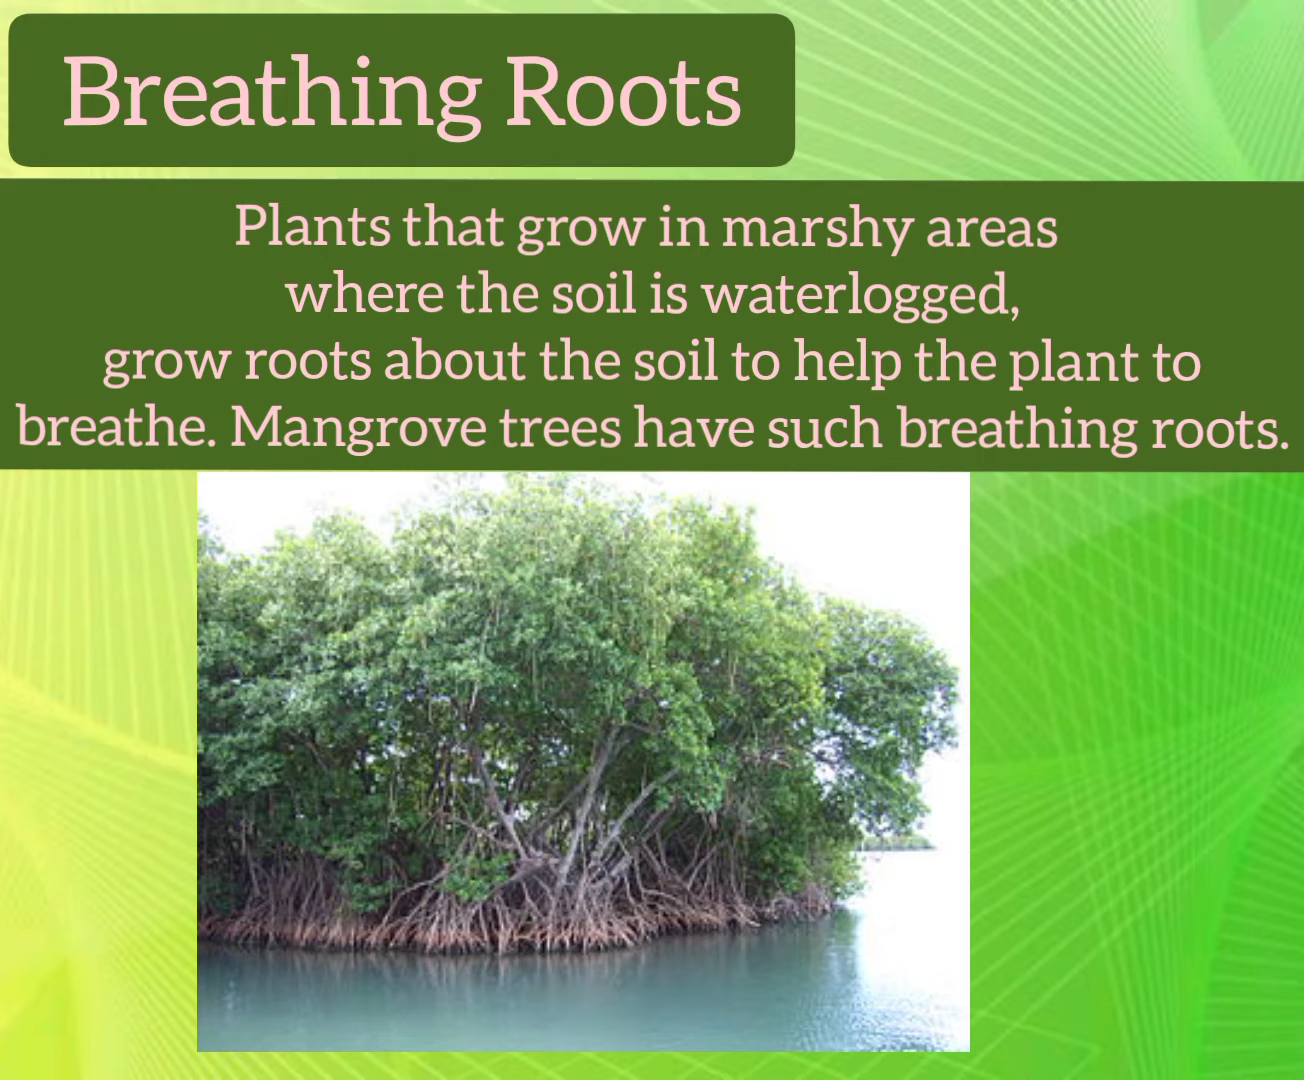 Breathing Roots
Plants that grow in marshy areas
where the soil is waterlogged,
grow roots about the soil to help the plant to
breathe. Mangrove trees have such breathing roots.